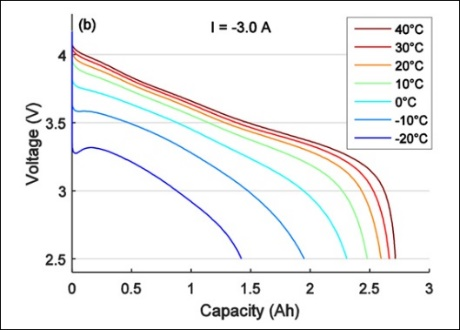 (b)
I = -3.0 A
40°C
30°C
20°C
10°C
0°C
-10°C
-20°C
Voltage (V)
4
3.5
3
2.5
0
0.5
1
1.5
2
2.5
3
Capacity (Ah)